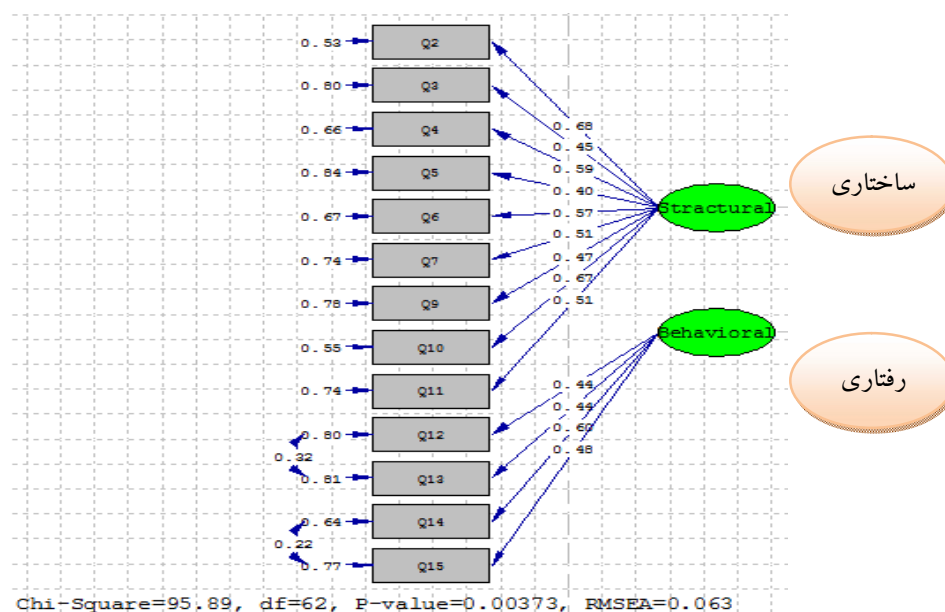 0.53 Q2
0.80 Q3
0.66 Q4
0.84 Q5
0.67 Q6
0.74 Q7
0.78 Q9
0.55 Q10
0.74 Q11
0.80 Q12
0.32
0.81 Q13
0.64 Q14
0.22
0.77 Q15
0.68
0.45
0.59
0.40
0.57
0.51
0.47
0.67
0.51
Stractural
ساختاری
Behavioral
رفتاری
0.44
0.44
0.60
0.48
Chi-Square=95.89, df=62, P-value=0.00373, RMSEA=0.063